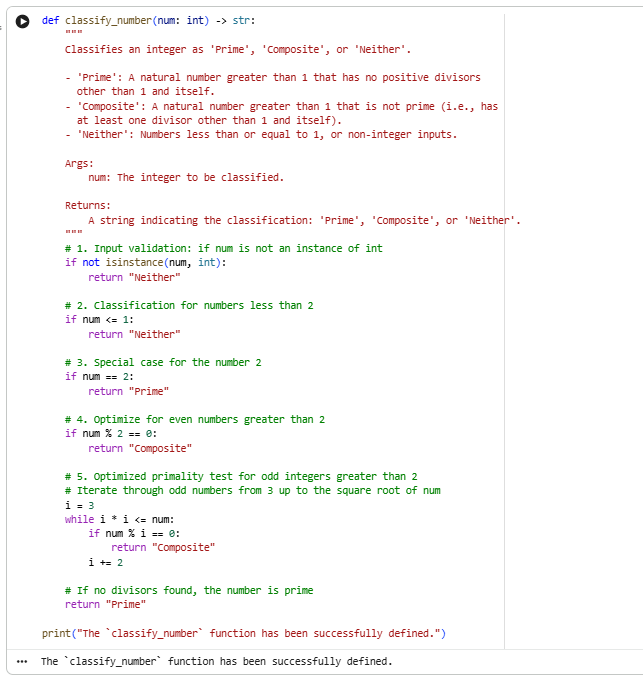 def classify_number(num: int) -> str:
    """
    Classifies an integer as 'Prime', 'Composite', or 'Neither'.

    - 'Prime': A natural number greater than 1 that has no positive divisors
      other than 1 and itself.
    - 'Composite': A natural number greater than 1 that is not prime (i.e., has
      at least one divisor other than 1 and itself).
    - 'Neither': Numbers less than or equal to 1, or non-integer inputs.

    Args:
        num: The integer to be classified.

    Returns:
        A string indicating the classification: 'Prime', 'Composite', or 'Neither'.
    """
    # 1. Input validation: if num is not an instance of int
    if not isinstance(num, int):
        return "Neither"

    # 2. Classification for numbers less than 2
    if num <= 1:
        return "Neither"

    # 3. Special case for the number 2
    if num == 2:
        return "Prime"

    # 4. Optimize for even numbers greater than 2
    if num % 2 == 0:
        return "Composite"

    # 5. Optimized primality test for odd integers greater than 2
    # Iterate through odd numbers from 3 up to the square root of num
    i = 3
    while i * i <= num:
        if num % i == 0:
            return "Composite"
        i += 2

    # If no divisors found, the number is prime
    return "Prime"

print("The `classify_number` function has been successfully defined.")
The `classify_number` function has been successfully defined.